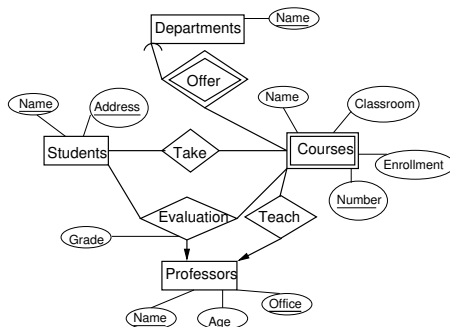 Departments
Name
Offer
Name
Address
Name
Classroom
Students
Take
Courses
Enrollment
Number
Evaluation
Teach
Grade
Professors
Name
Age
Office